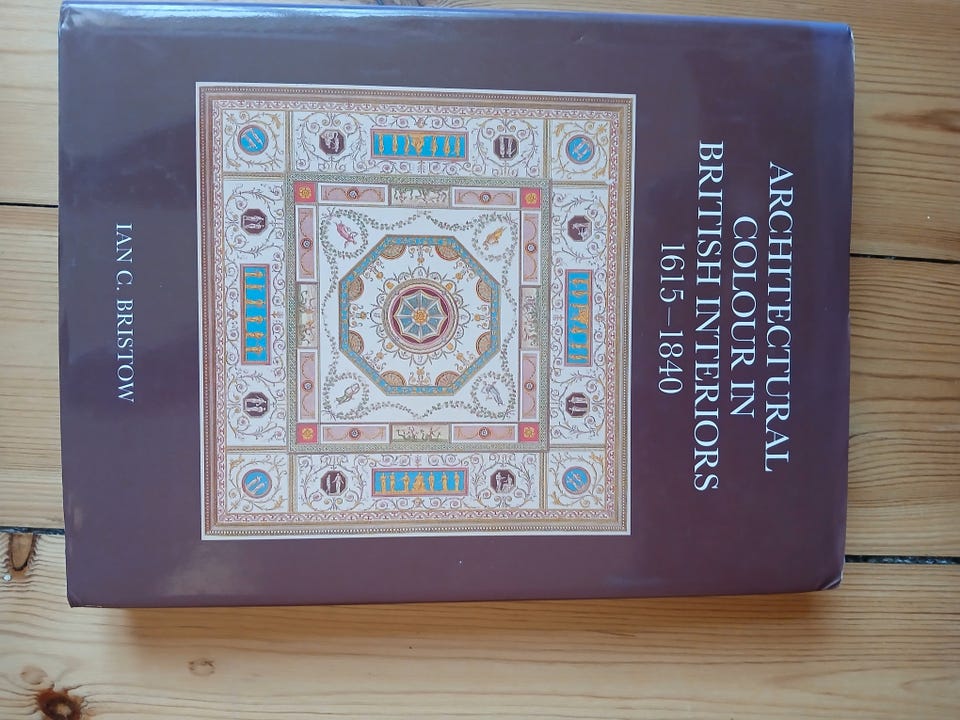 ARCHITECTURAL
COLOUR IN
BRITISH INTERIORS
1615–1840
IAN C. BRISTOW